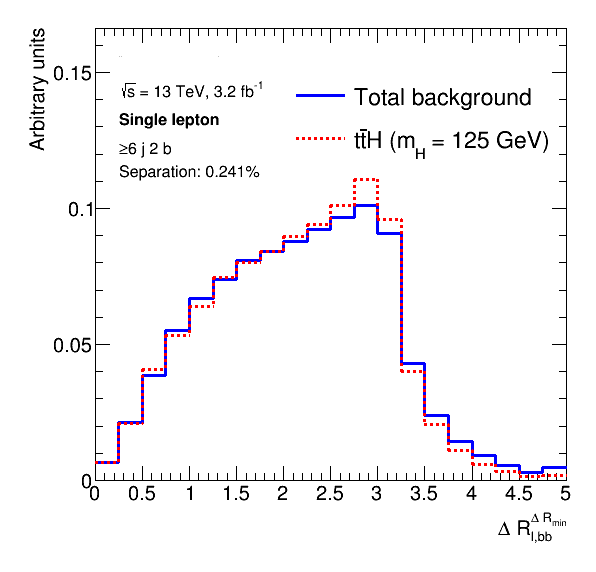 Arbitrary units
0.15
0.1
0.05
0
√s = 13 TeV, 3.2 fb⁻¹
Single lepton
≥6 j 2 b
Separation: 0.241%
Total background
tt̄H (m_H = 125 GeV)
0 0.5 1 1.5 2 2.5 3 3.5 4 4.5 5
Δ R_{l,bb}^{Δ R_min}